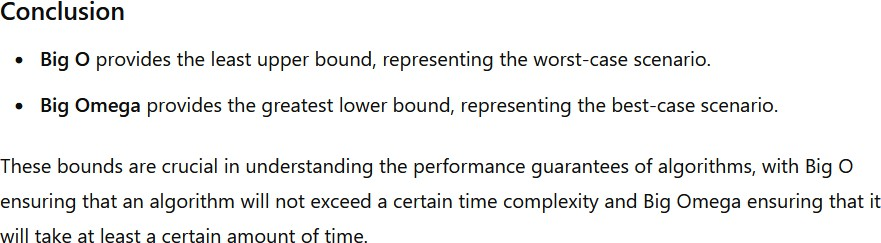 Conclusion
• Big O provides the least upper bound, representing the worst-case scenario.
• Big Omega provides the greatest lower bound, representing the best-case scenario.
These bounds are crucial in understanding the performance guarantees of algorithms, with Big O
ensuring that an algorithm will not exceed a certain time complexity and Big Omega ensuring that it
will take at least a certain amount of time.